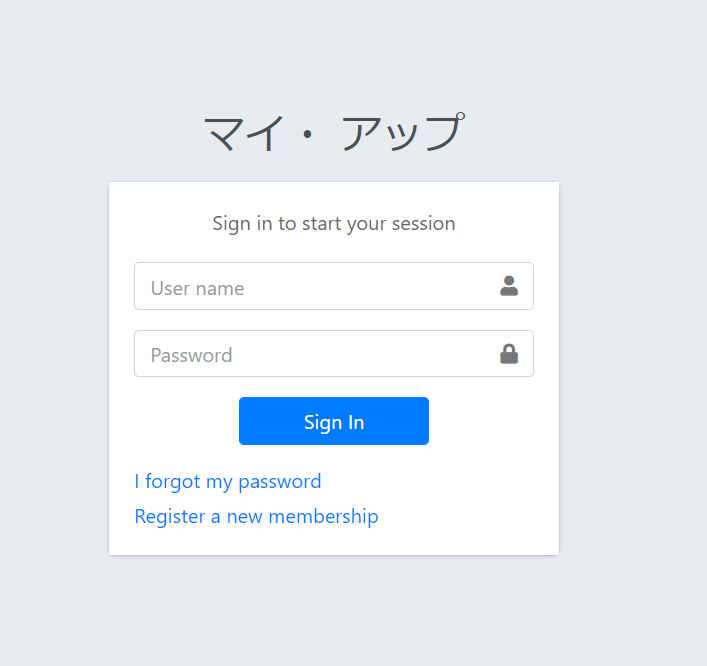 マイ・ アップ
Sign in to start your session
User name
Password
Sign In
I forgot my password
Register a new membership